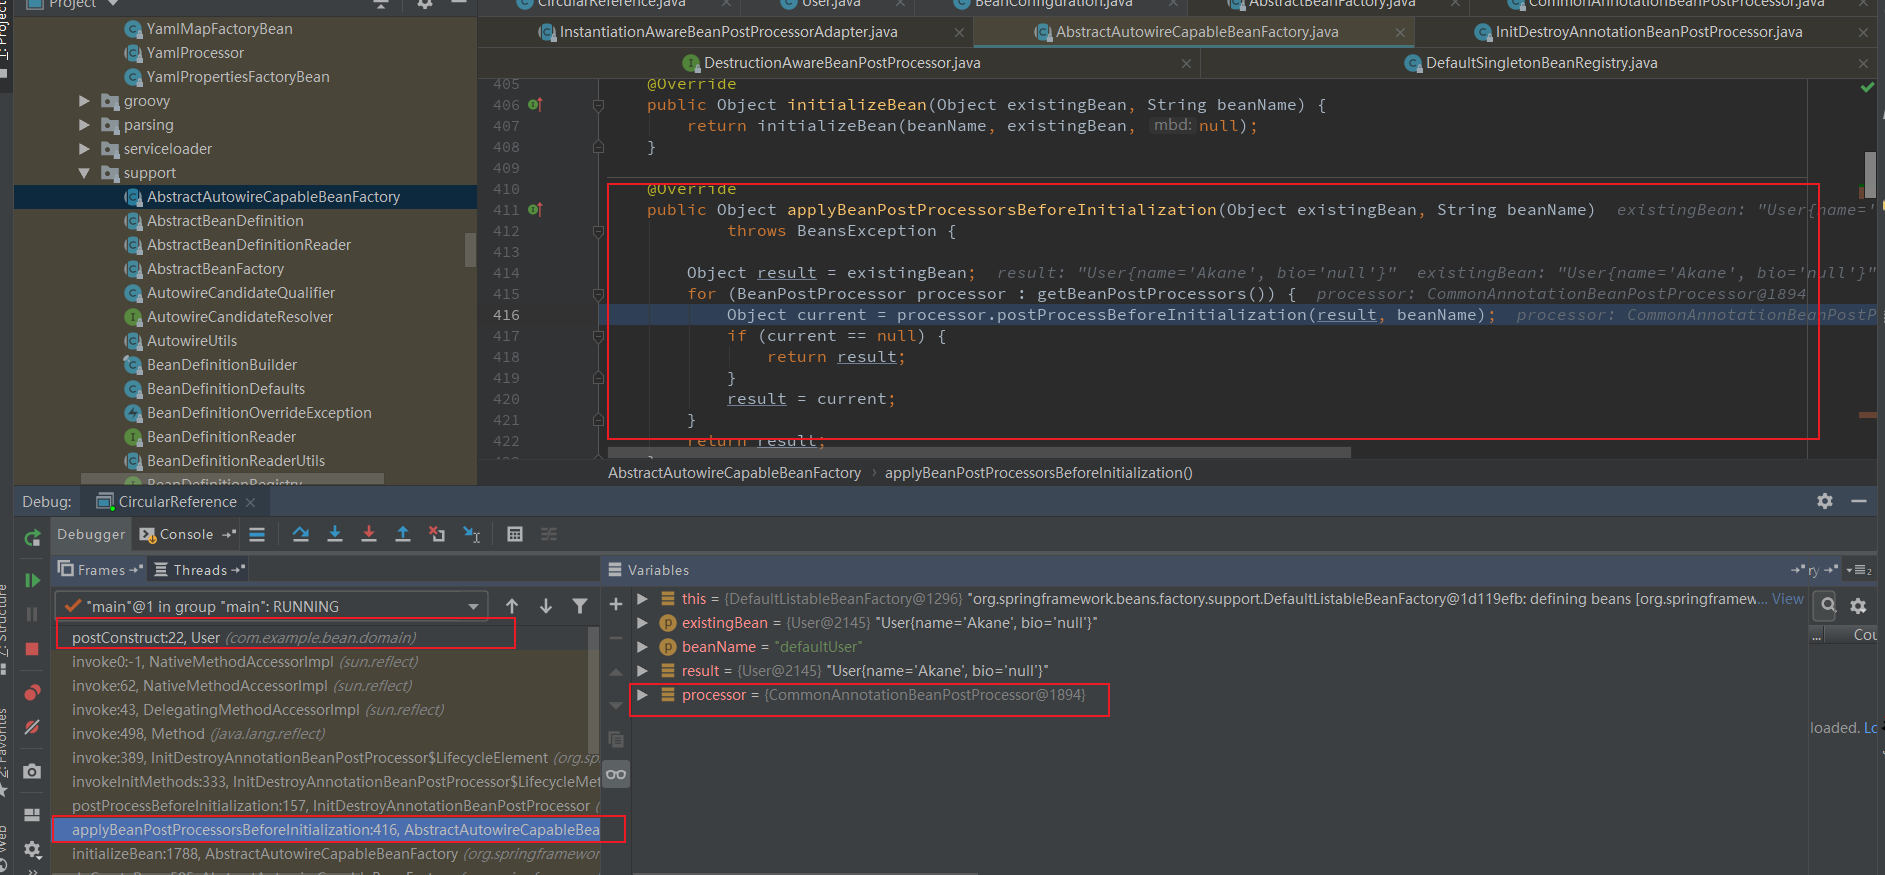 Project
CircularReference.java
User.java
BeanConfiguration.java
AbstractBeanFactory.java
CommonAnnotationBeanPostProcessor.java
InstantiationAwareBeanPostProcessorAdapter.java
AbstractAutowireCapableBeanFactory.java
InitDestroyAnnotationBeanPostProcessor.java
DestructionAwareBeanPostProcessor.java
DefaultSingletonBeanRegistry.java
1: Project
YamlMapFactoryBean
YamlProcessor
YamlPropertiesFactoryBean
groovy
parsing
serviceloader
support
AbstractAutowireCapableBeanFactory
AbstractBeanDefinition
AbstractBeanDefinitionReader
AbstractBeanFactory
AutowireCandidateQualifier
AutowireCandidateResolver
AutowireUtils
BeanDefinitionBuilder
BeanDefinitionDefaults
BeanDefinitionOverrideException
BeanDefinitionReader
BeanDefinitionReaderUtils
BeanDefinitionRegistry
405 @Override
406 public Object initializeBean(Object existingBean, String beanName) {
407 return initializeBean(beanName, existingBean, mbd: null);
408 }
409
410 @Override
411 public Object applyBeanPostProcessorsBeforeInitialization(Object existingBean, String beanName) existingBean: "User{name='
412 throws BeansException {
413
414 Object result = existingBean; result: "User{name='Akane', bio='null'}" existingBean: "User{name='Akane', bio='null'}"
415 for (BeanPostProcessor processor : getBeanPostProcessors()) { processor: CommonAnnotationBeanPostProcessor@1894
416 Object current = processor.postProcessBeforeInitialization(result, beanName); processor: CommonAnnotationBeanPostP
417 if (current == null) {
418 return result;
419 }
420 result = current;
421 }
422 return result;
AbstractAutowireCapableBeanFactory › applyBeanPostProcessorsBeforeInitialization()
Debug: CircularReference
Debugger Console
Frames Threads
Variables
"main"@1 in group "main": RUNNING
postConstruct:22, User (com.example.bean.domain)
invoke0:-1, NativeMethodAccessorImpl (sun.reflect)
invoke:62, NativeMethodAccessorImpl (sun.reflect)
invoke:43, DelegatingMethodAccessorImpl (sun.reflect)
invoke:498, Method (java.lang.reflect)
invoke:389, InitDestroyAnnotationBeanPostProcessor$LifecycleElement (org.sp
invokeInitMethods:333, InitDestroyAnnotationBeanPostProcessor$LifecycleMet
postProcessBeforeInitialization:157, InitDestroyAnnotationBeanPostProcessor (
applyBeanPostProcessorsBeforeInitialization:416, AbstractAutowireCapableBea
initializeBean:1788, AbstractAutowireCapableBeanFactory (org.springframewor
this = {DefaultListableBeanFactory@1296} "org.springframework.beans.factory.support.DefaultListableBeanFactory@1d119efb: defining beans [org.springframew... View
existingBean = {User@2145} "User{name='Akane', bio='null'}"
beanName = "defaultUser"
result = {User@2145} "User{name='Akane', bio='null'}"
processor = {CommonAnnotationBeanPostProcessor@1894}
ry
... Cou
loaded. Lo
7: Structure
2: Favorites
Web